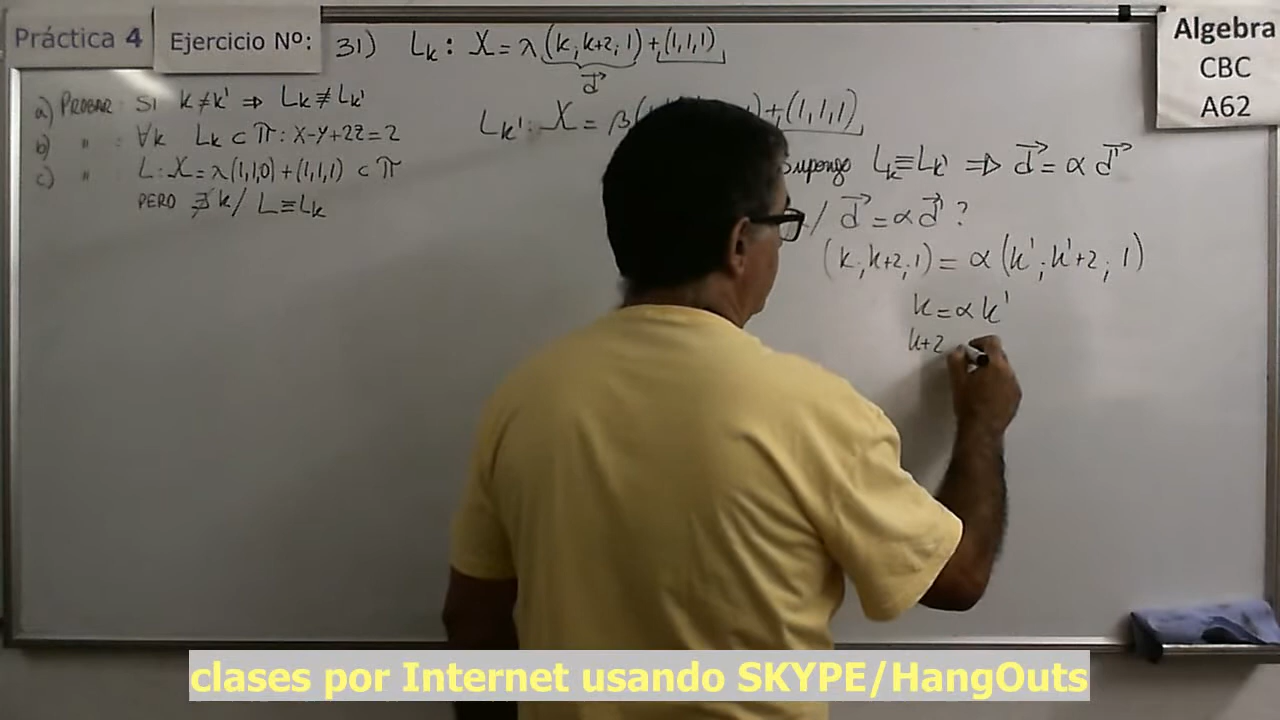 Práctica 4
Ejercicio Nº: 31) Lk : X = λ (k; k+2; 1) + (1,1,1)
d⃗
Algebra
CBC
A62
a) PROBAR: SI k ≠ k' ⇒ Lk ≢ Lk'
b) " : ∀k Lk ⊂ π : x-y+2z=2
c) " : L: X = λ(1,1,0) + (1,1,1) ⊂ π
PERO ∄ k / L ≡ Lk
Lk' : X = β( 1) + (1,1,1)
Supongo Lk ≡ Lk' ⇒ d⃗ = α d⃗'
/ d⃗ = α d⃗' ?
(k; k+2; 1) = α (k'; k'+2; 1)
k = α k'
k+2
clases por Internet usando SKYPE/HangOuts